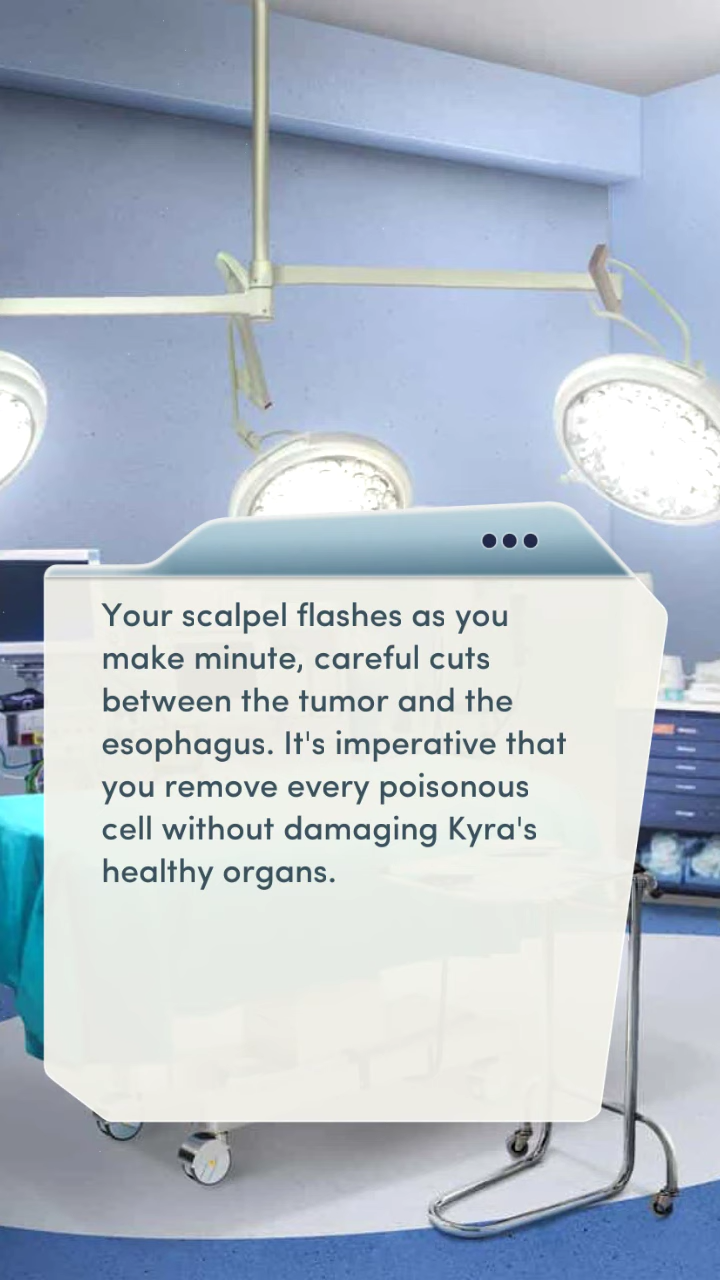 Your scalpel flashes as you
make minute, careful cuts
between the tumor and the
esophagus. It's imperative that
you remove every poisonous
cell without damaging Kyra's
healthy organs.